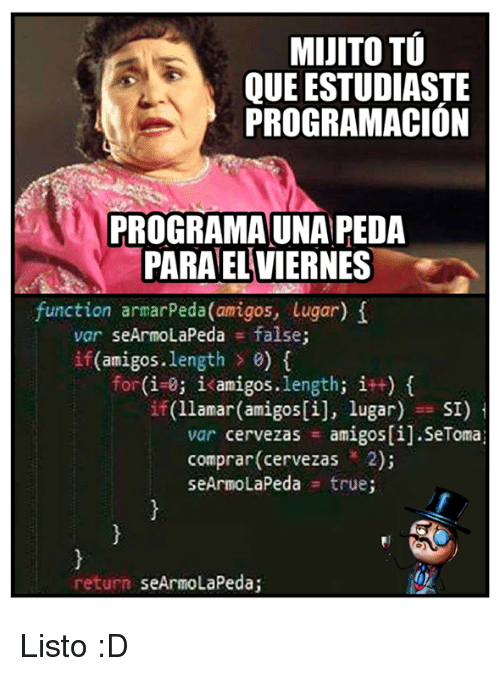 MIJITO TÚ
QUE ESTUDIASTE
PROGRAMACIÓN
PROGRAMA UNA PEDA
PARA EL VIERNES
function armarPeda(amigos, lugar) {
var seArmoLaPeda = false;
if(amigos.length > 0) {
for(i=0; i<amigos.length; i++) {
if(llamar(amigos[i], lugar) == SI) {
var cervezas = amigos[i].SeToma;
comprar(cervezas * 2);
seArmoLaPeda = true;
}
}
}
return seArmoLaPeda;
Listo :D